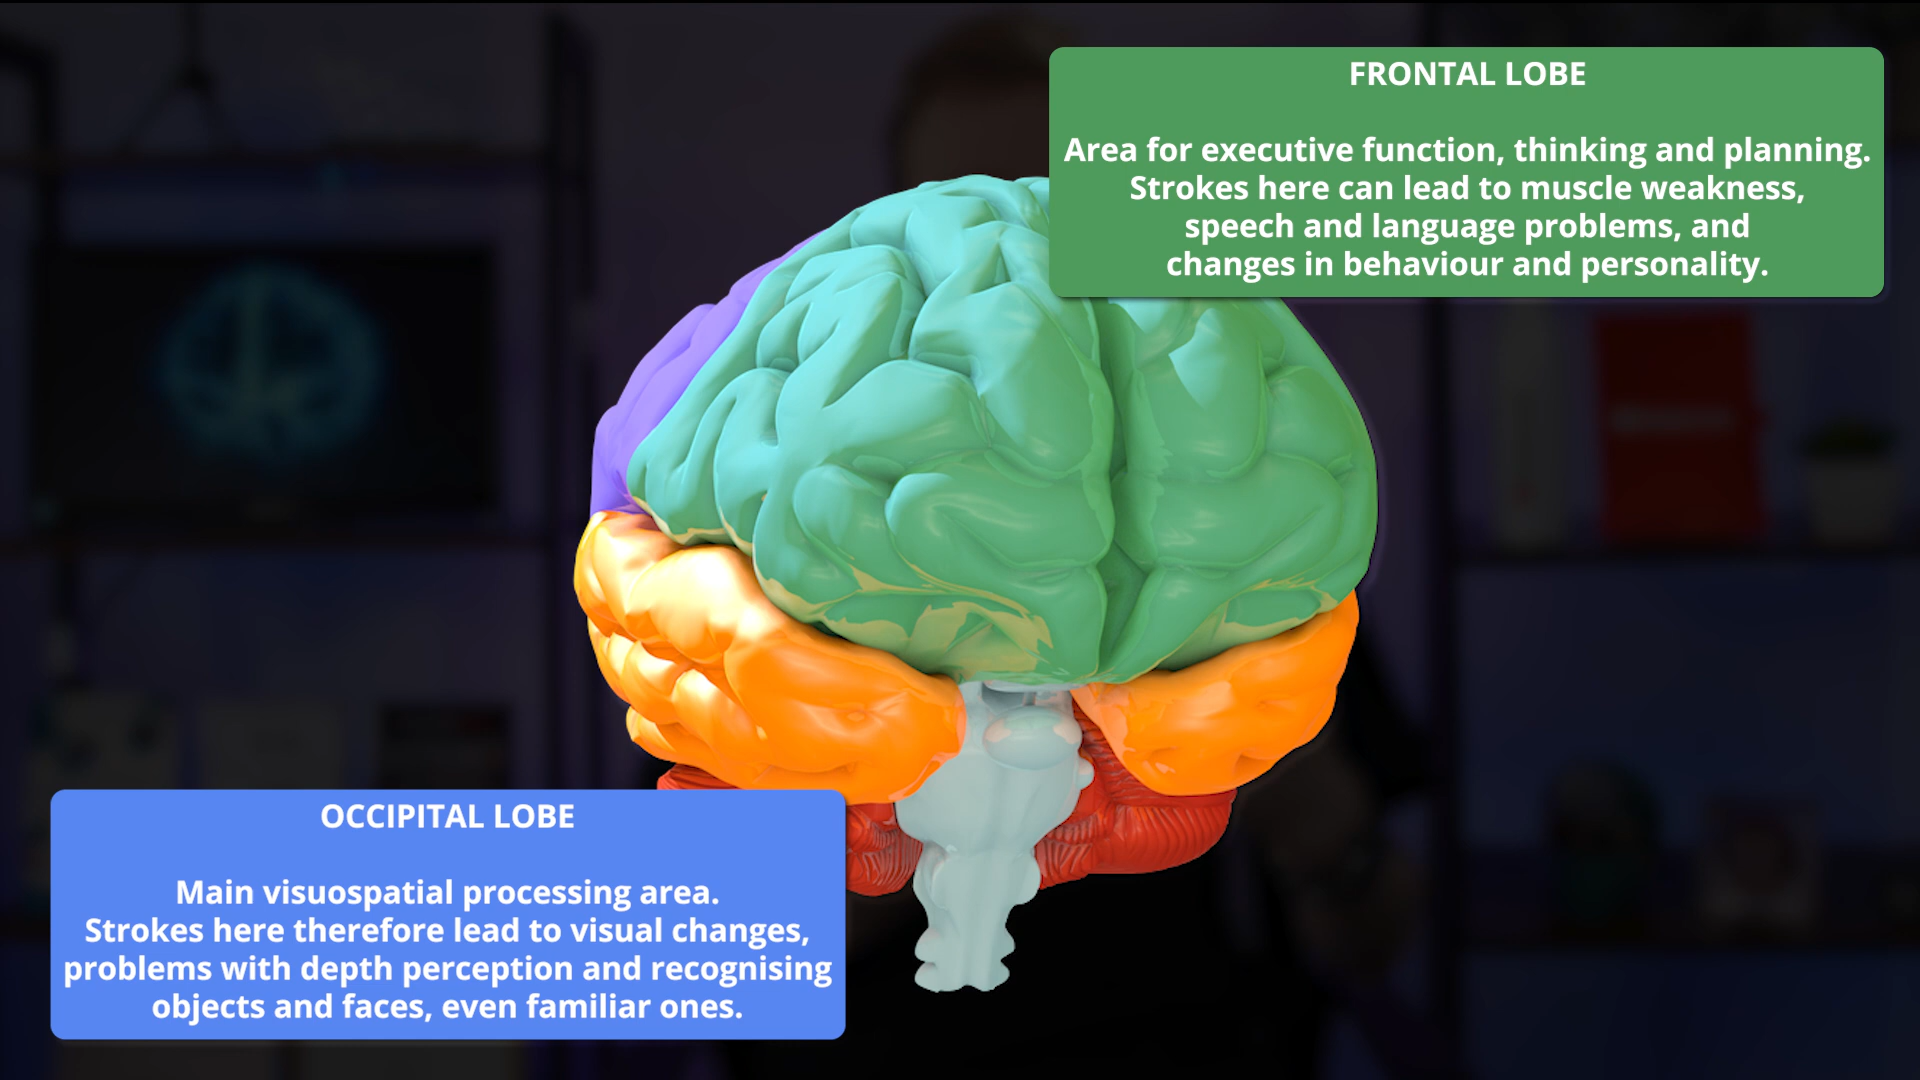 FRONTAL LOBE
Area for executive function, thinking and planning.
Strokes here can lead to muscle weakness,
speech and language problems, and
changes in behaviour and personality.
OCCIPITAL LOBE
Main visuospatial processing area.
Strokes here therefore lead to visual changes,
problems with depth perception and recognising
objects and faces, even familiar ones.